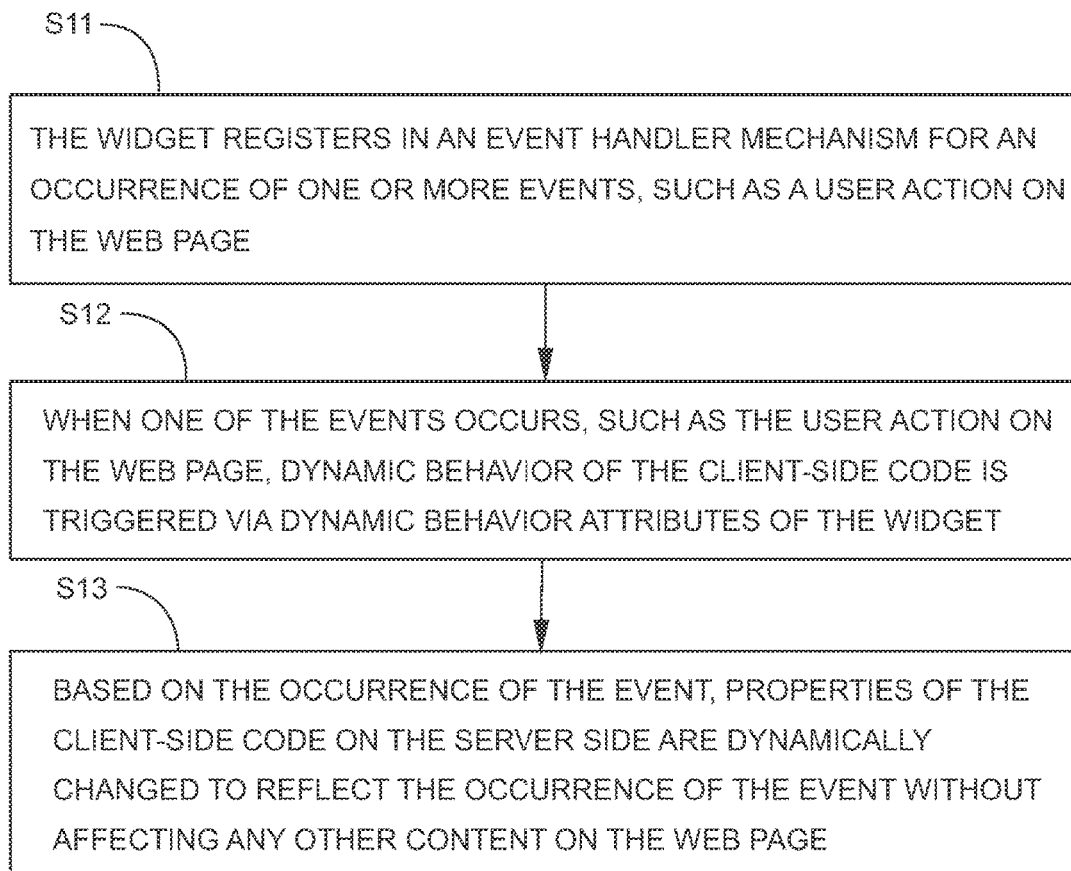 S11
THE WIDGET REGISTERS IN AN EVENT HANDLER MECHANISM FOR AN
OCCURRENCE OF ONE OR MORE EVENTS, SUCH AS A USER ACTION ON
THE WEB PAGE
S12
WHEN ONE OF THE EVENTS OCCURS, SUCH AS THE USER ACTION ON
THE WEB PAGE, DYNAMIC BEHAVIOR OF THE CLIENT-SIDE CODE IS
TRIGGERED VIA DYNAMIC BEHAVIOR ATTRIBUTES OF THE WIDGET
S13
BASED ON THE OCCURRENCE OF THE EVENT, PROPERTIES OF THE
CLIENT-SIDE CODE ON THE SERVER SIDE ARE DYNAMICALLY
CHANGED TO REFLECT THE OCCURRENCE OF THE EVENT WITHOUT
AFFECTING ANY OTHER CONTENT ON THE WEB PAGE